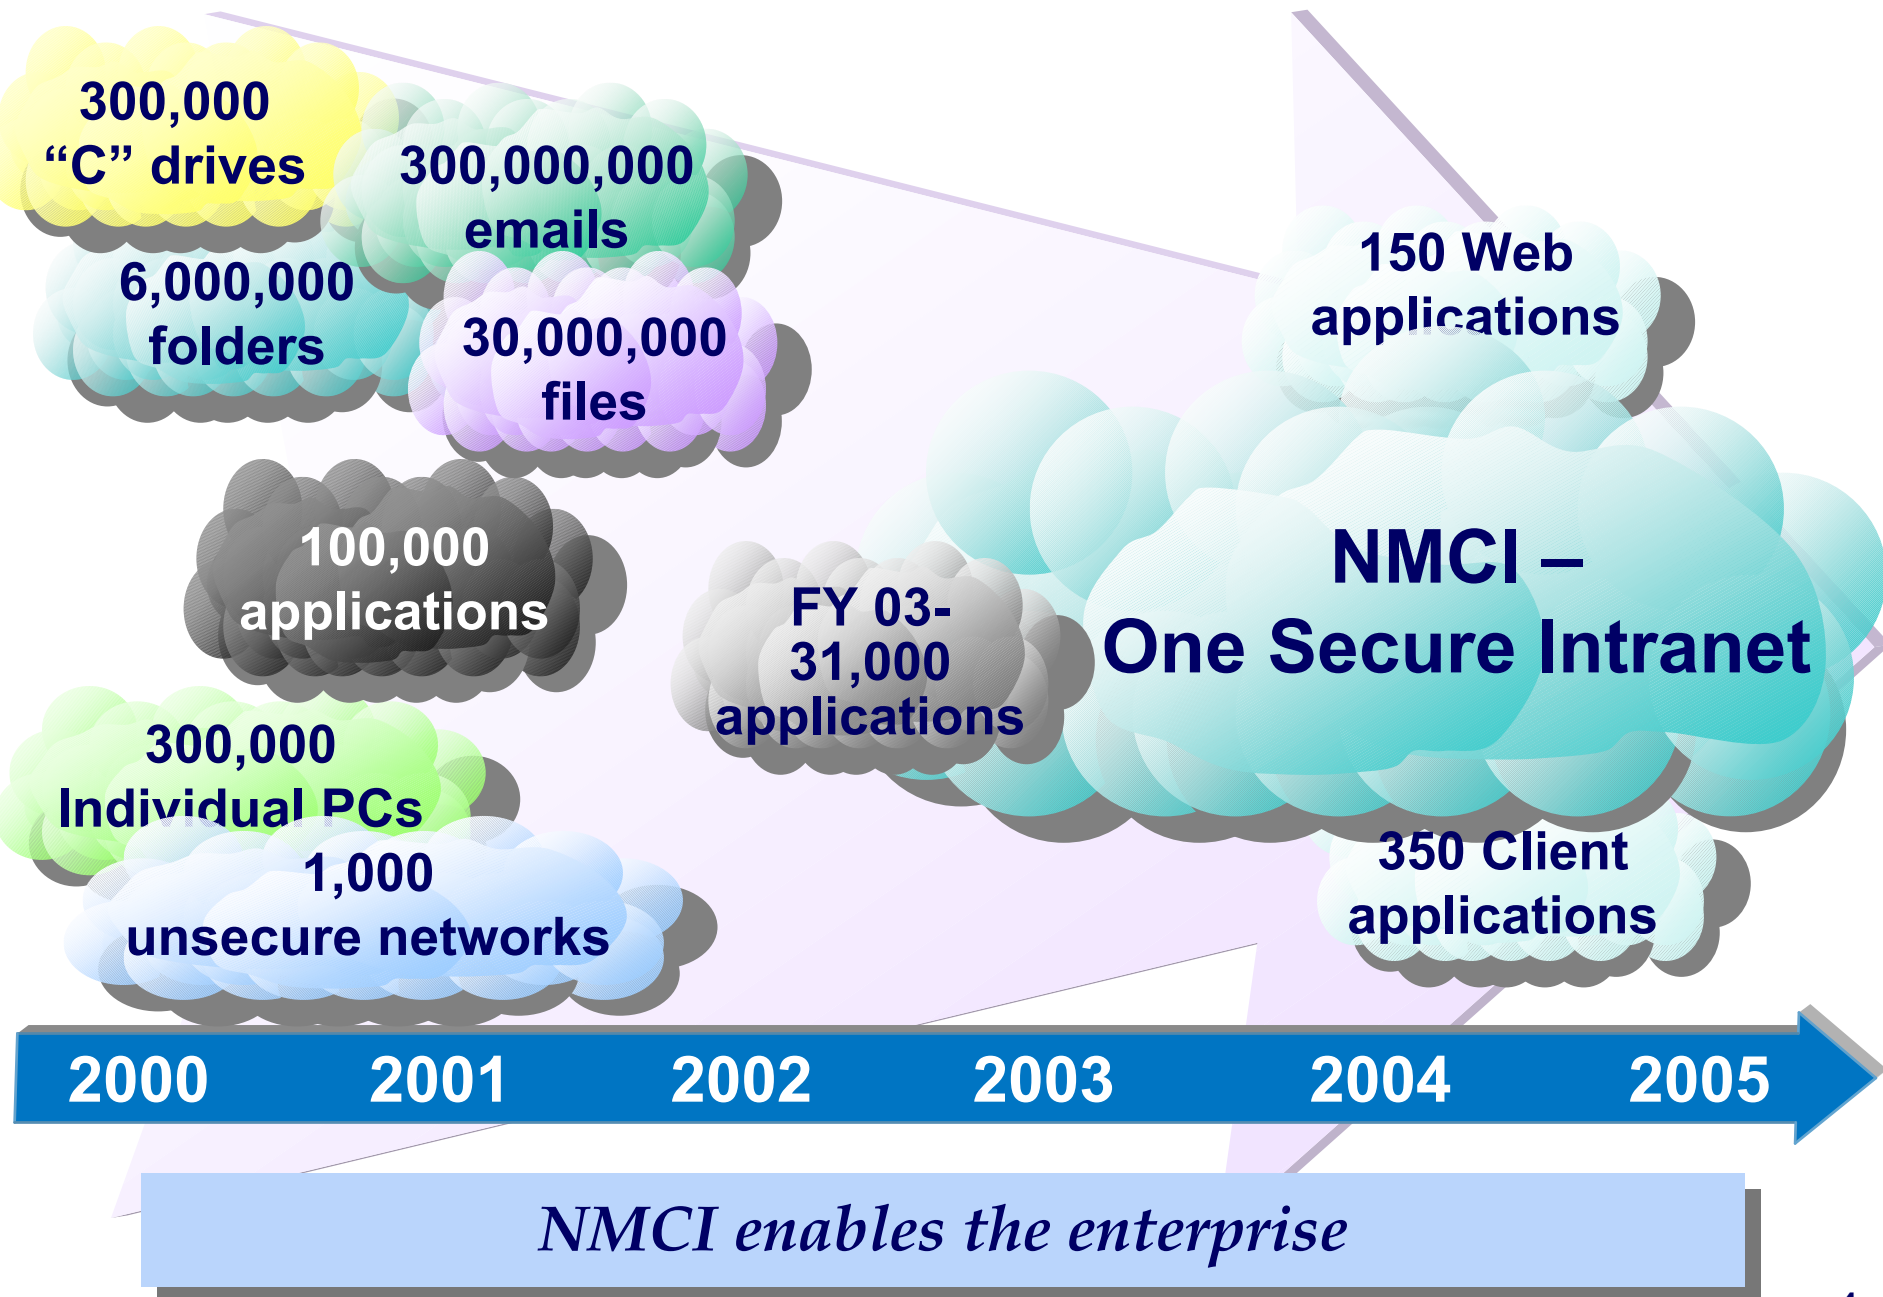 300,000
“C” drives
300,000,000
emails
6,000,000
folders
30,000,000
files
150 Web
applications
100,000
applications
FY 03-
31,000
applications
NMCI –
One Secure Intranet
300,000
Individual PCs
1,000
unsecure networks
350 Client
applications
2000 2001 2002 2003 2004 2005
NMCI enables the enterprise